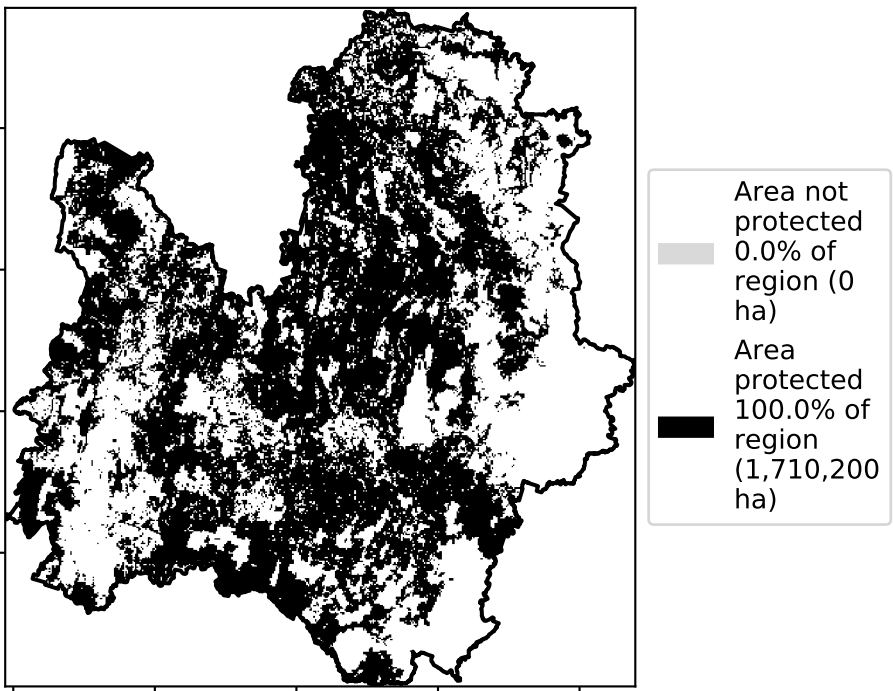 Area not
protected
0.0% of
region (0
ha)
Area
protected
100.0% of
region
(1,710,200
ha)